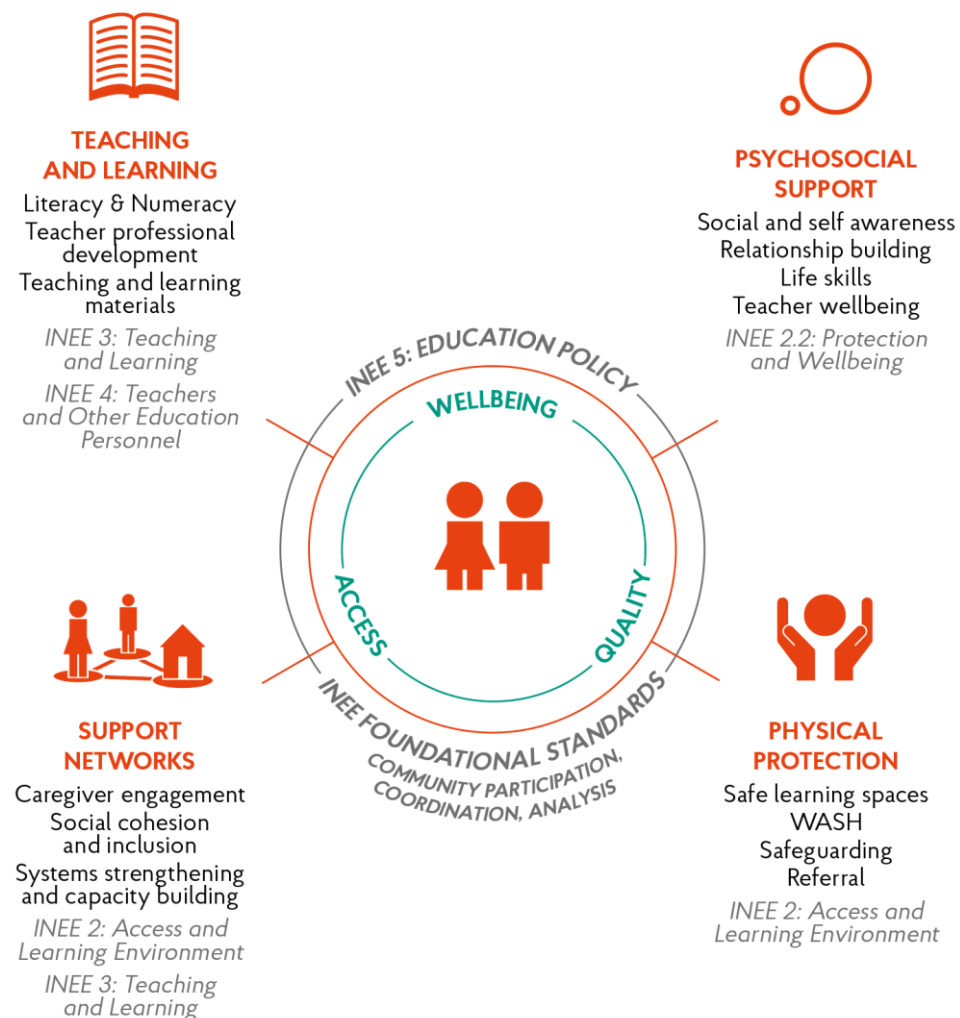 TEACHING
AND LEARNING
Literacy & Numeracy
Teacher professional
development
Teaching and learning
materials
INEE 3: Teaching
and Learning
INEE 4: Teachers
and Other Education
Personnel
PSYCHOSOCIAL
SUPPORT
Social and self awareness
Relationship building
Life skills
Teacher wellbeing
INEE 2.2: Protection
and Wellbeing
INEE 5: EDUCATION POLICY
WELLBEING
ACCESS
QUALITY
INEE FOUNDATIONAL STANDARDS
COMMUNITY PARTICIPATION,
COORDINATION, ANALYSIS
SUPPORT
NETWORKS
Caregiver engagement
Social cohesion
and inclusion
Systems strengthening
and capacity building
INEE 2: Access and
Learning Environment
INEE 3: Teaching
and Learning
PHYSICAL
PROTECTION
Safe learning spaces
WASH
Safeguarding
Referral
INEE 2: Access and
Learning Environment